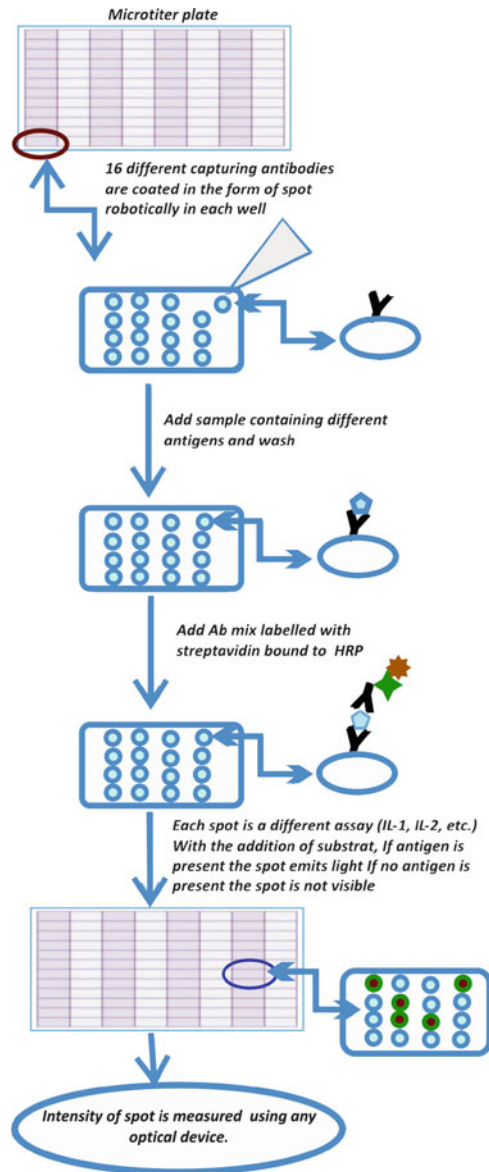 Microtiter plate
16 different capturing antibodies
are coated in the form of spot
robotically in each well
Add sample containing different
antigens and wash
Add Ab mix labelled with
streptavidin bound to HRP
Each spot is a different assay (IL-1, IL-2, etc.)
With the addition of substrat, If antigen is
present the spot emits light If no antigen is
present the spot is not visible
Intensity of spot is measured using any
optical device.